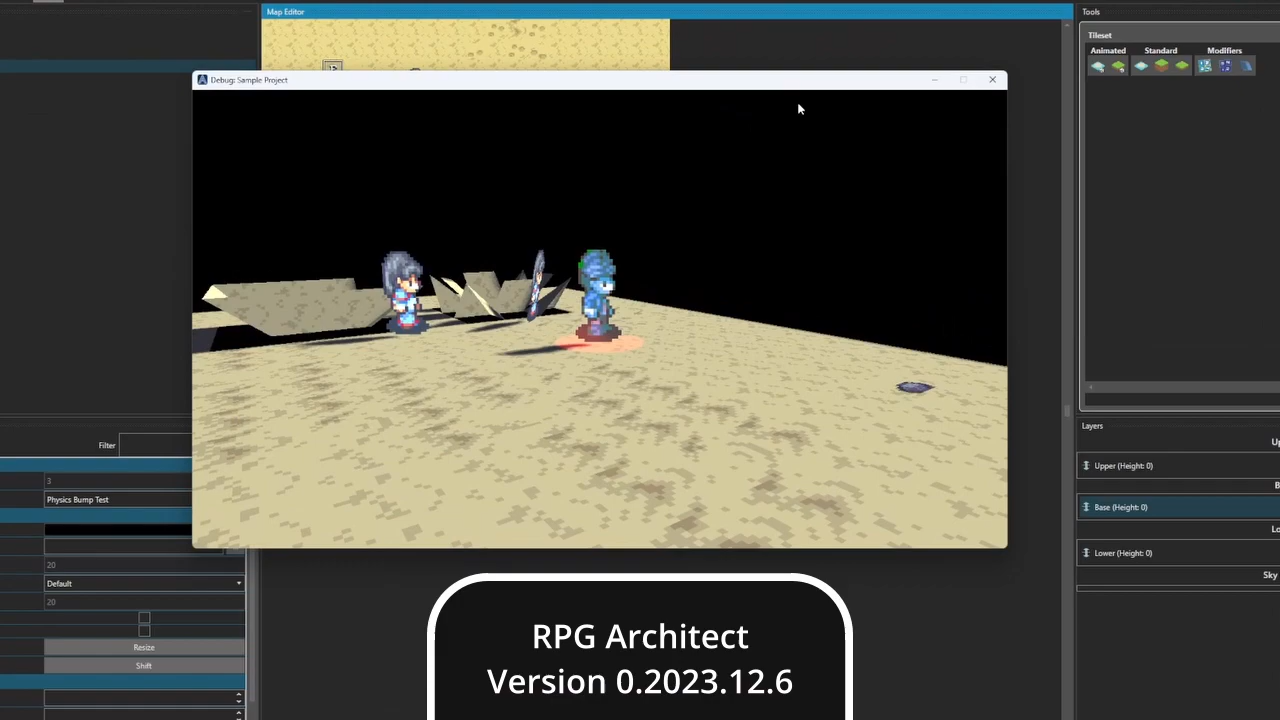 Map Editor
Tools
Tileset
Animated Standard Modifiers
Debug: Sample Project
Filter
3
Physics Bump Test
20
Default
20
Resize
Shift
Layers
Upper (Height: 0)
Base (Height: 0)
Lower (Height: 0)
Sky
RPG Architect
Version 0.2023.12.6